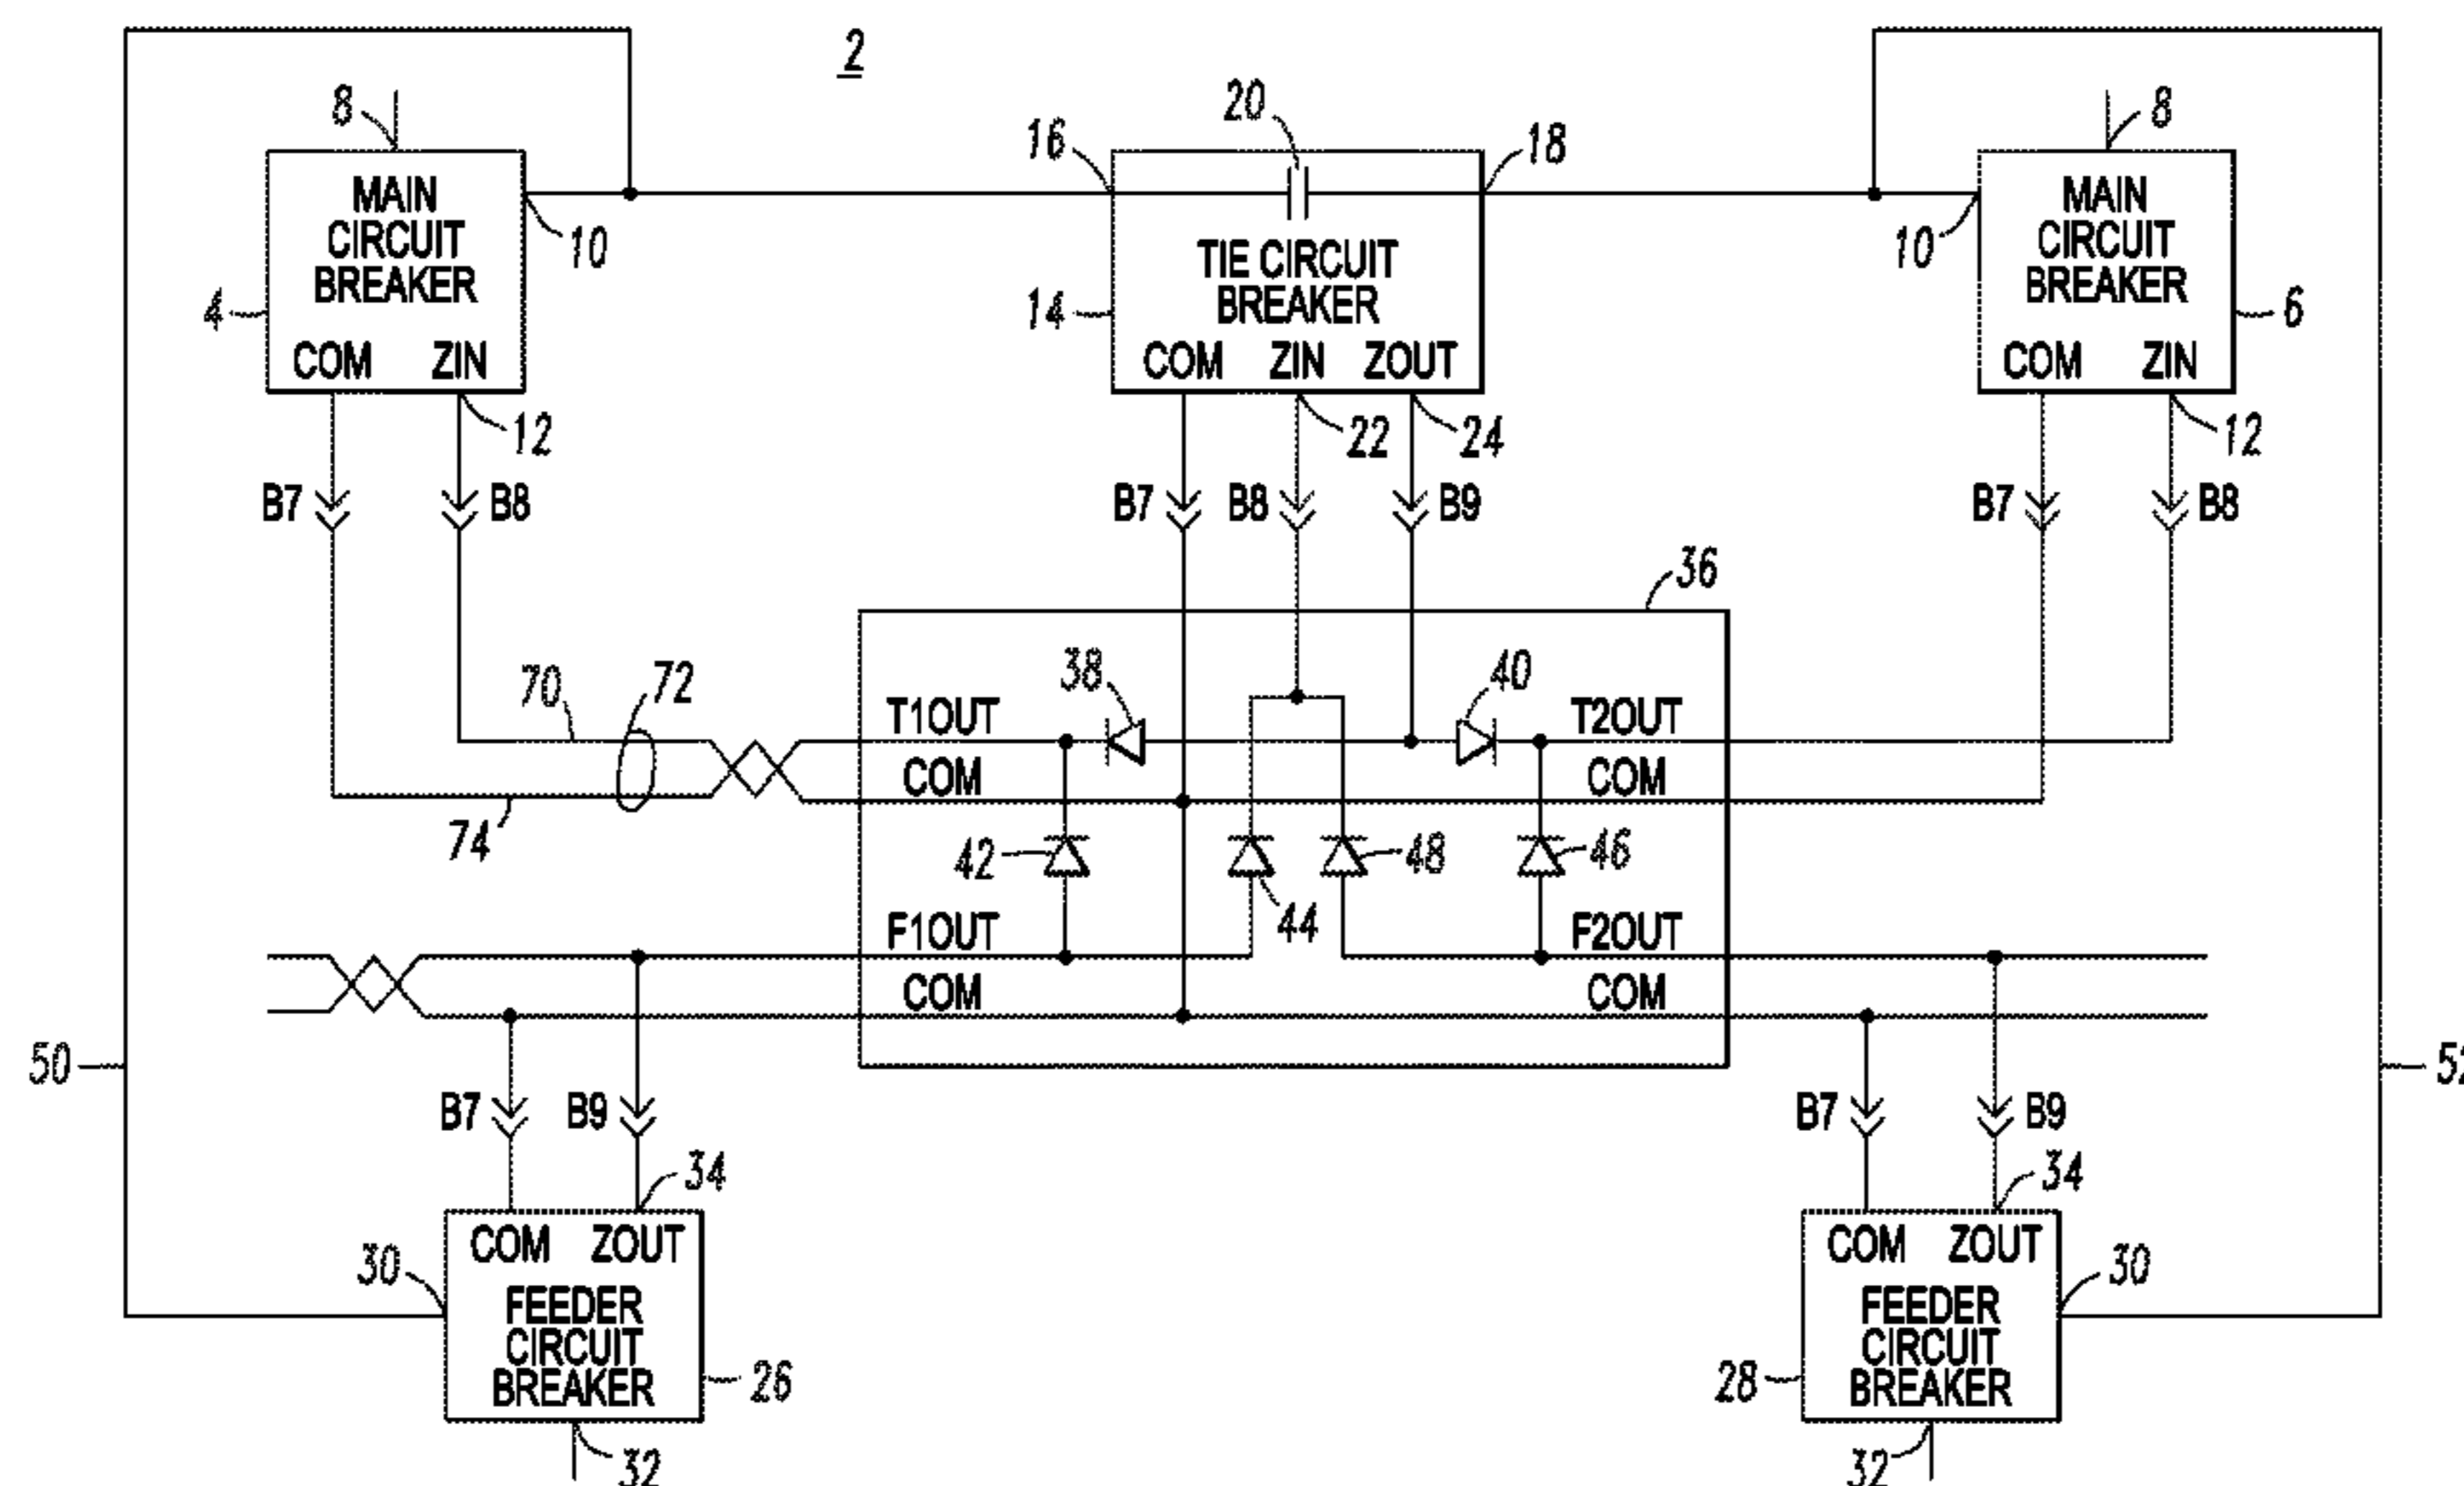 2
8
20
16
18
8
MAIN
CIRCUIT
BREAKER
10
TIE CIRCUIT
BREAKER
10
MAIN
CIRCUIT
BREAKER
4
14
6
COM ZIN
COM ZIN ZOUT
COM ZIN
12
22
24
12
B7 B8
B7 B8 B9
B7 B8
36
70
72
38
40
T1OUT
T2OUT
COM
COM
74
42
48
46
44
F1OUT
F2OUT
COM
COM
50
B7 B9
B7 B9
34
34
30
COM ZOUT
COM ZOUT
30
FEEDER
CIRCUIT
BREAKER
26
28
FEEDER
CIRCUIT
BREAKER
32
32